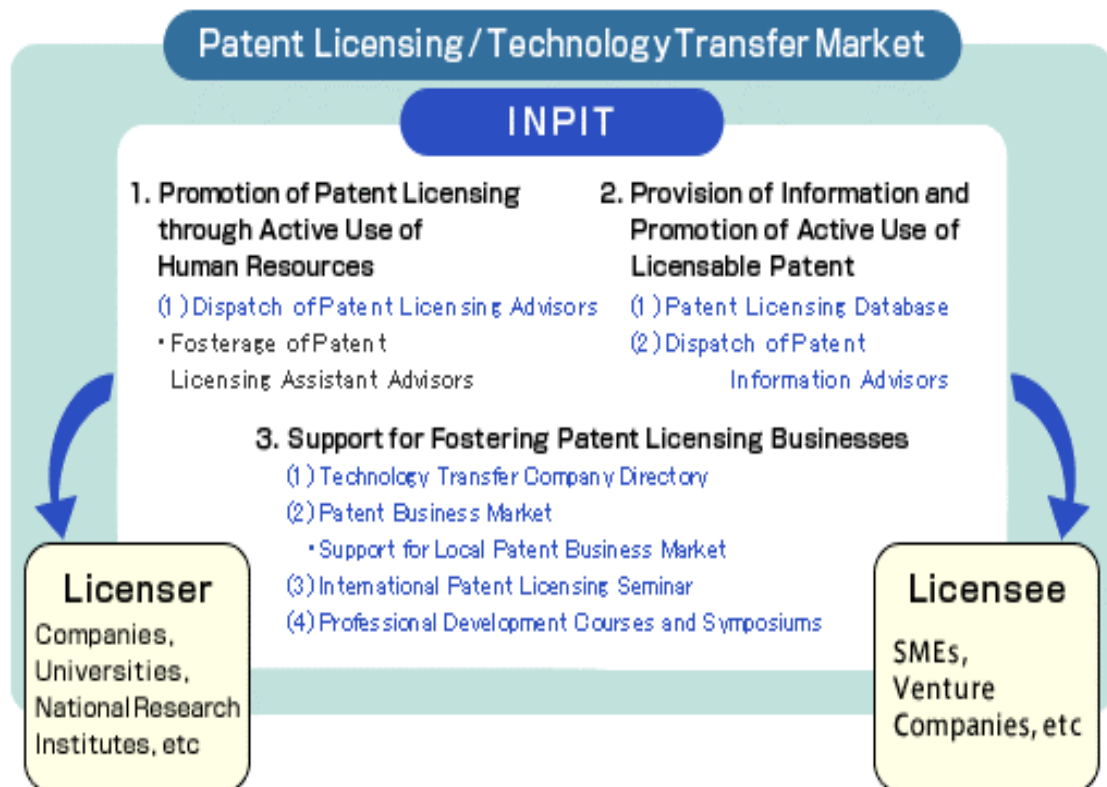 Patent Licensing/Technology Transfer Market
INPIT
1. Promotion of Patent Licensing
through Active Use of
Human Resources
(1)Dispatch of Patent Licensing Advisors
・Fosterage of Patent
Licensing Assistant Advisors
2. Provision of Information and
Promotion of Active Use of
Licensable Patent
(1)Patent Licensing Database
(2)Dispatch of Patent
Information Advisors
3. Support for Fostering Patent Licensing Businesses
(1)Technology Transfer Company Directory
(2)Patent Business Market
・Support for Local Patent Business Market
(3)International Patent Licensing Seminar
(4)Professional Development Courses and Symposiums
Licenser
Companies,
Universities,
National Research
Institutes, etc
Licensee
SMEs,
Venture
Companies, etc